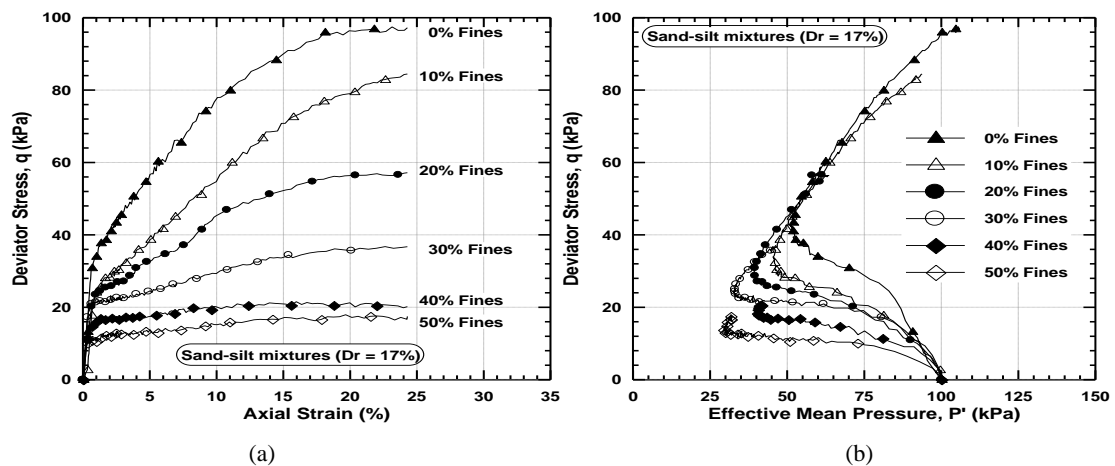 100
80
60
40
20
0
Deviator Stress, q (kPa)
0% Fines
10% Fines
20% Fines
30% Fines
40% Fines
50% Fines
Sand-silt mixtures (Dr = 17%)
0 5 10 15 20 25 30 35
Axial Strain (%)
(a)
100
80
60
40
20
0
Deviator Stress, q (kPa)
Sand-silt mixtures (Dr = 17%)
0% Fines
10% Fines
20% Fines
30% Fines
40% Fines
50% Fines
0 25 50 75 100 125 150
Effective Mean Pressure, P' (kPa)
(b)